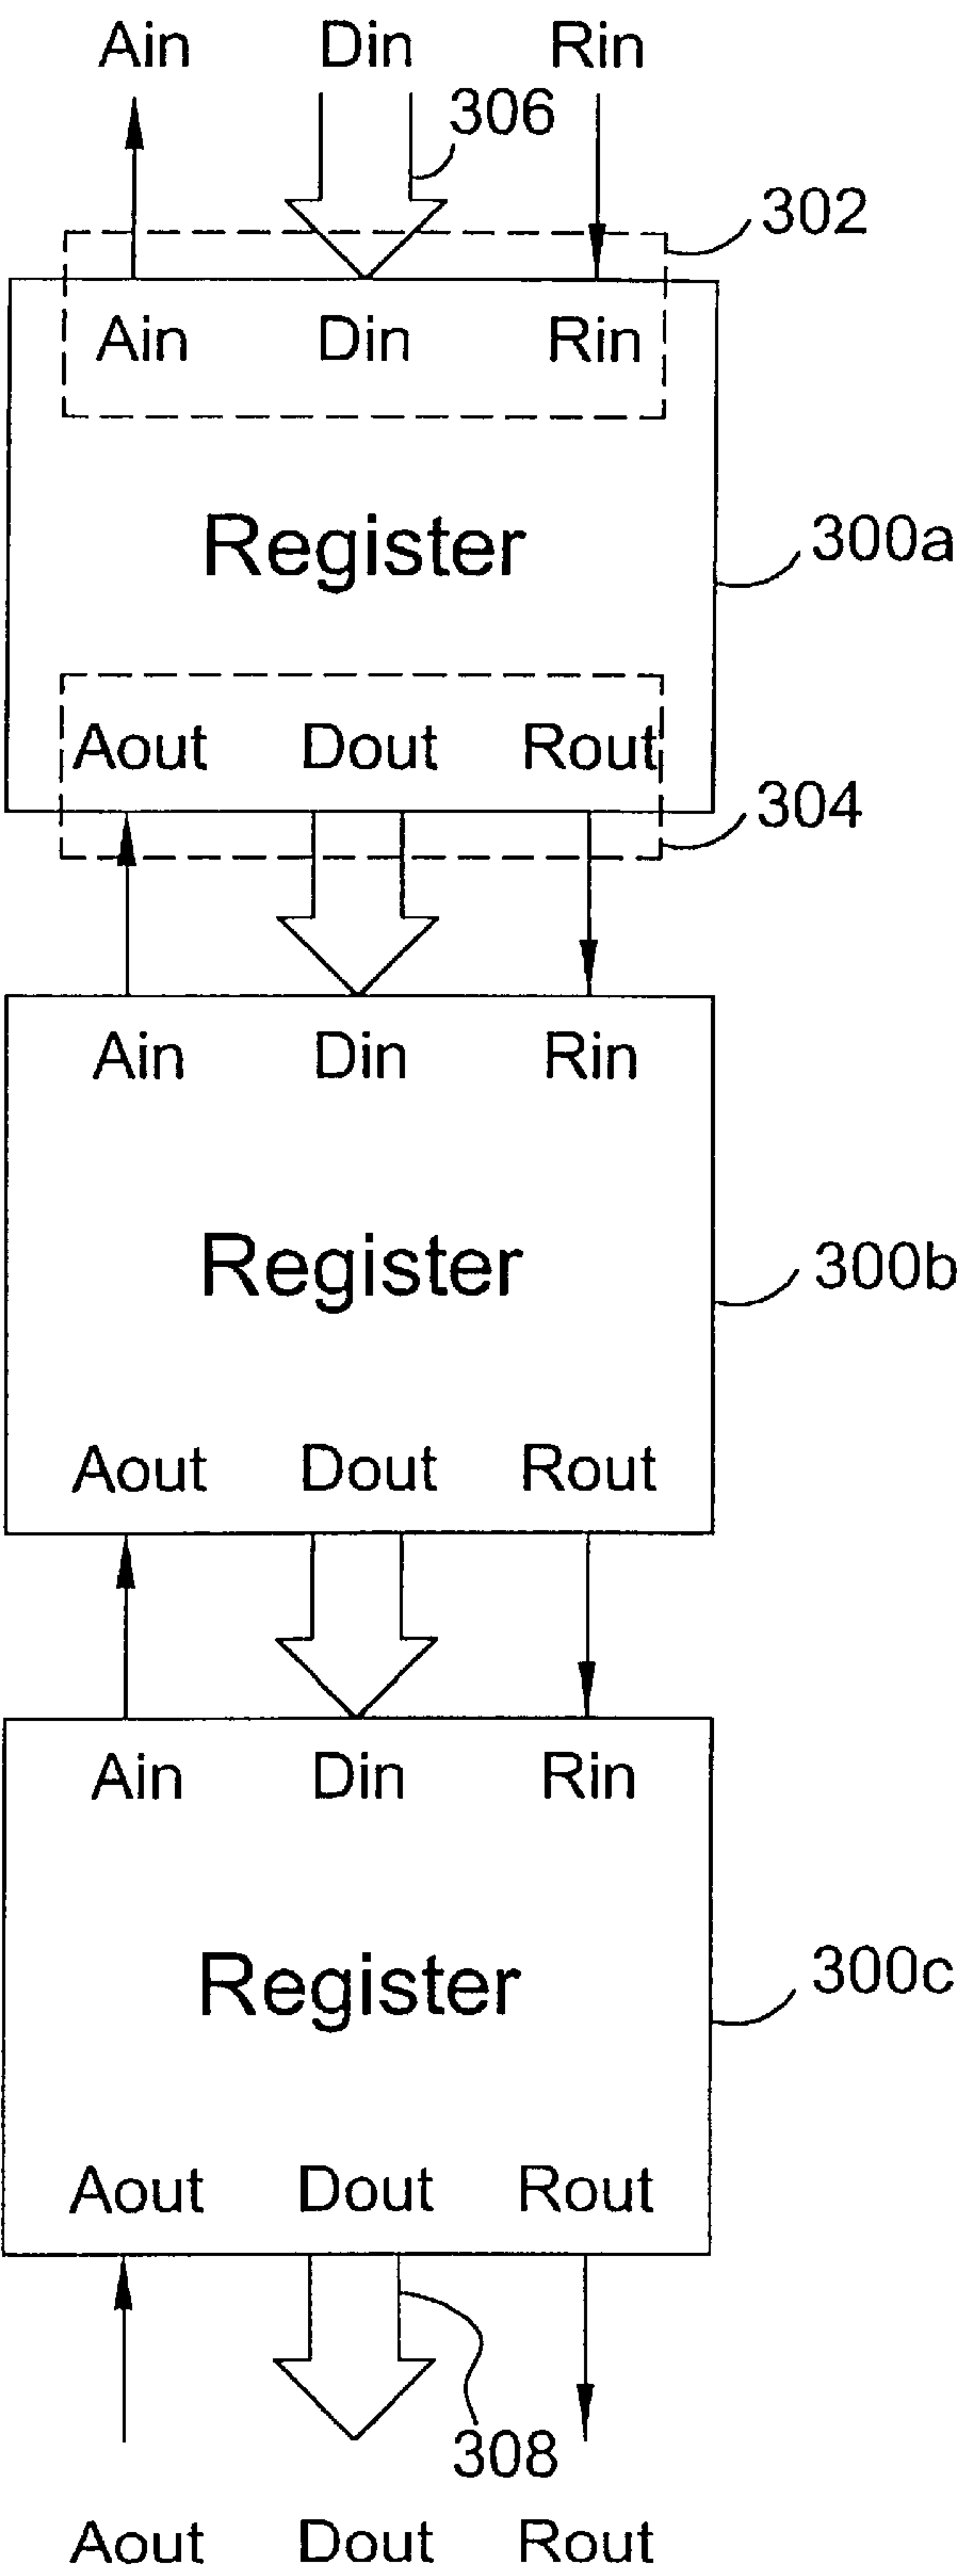 Ain Din Rin
306
302
Ain Din Rin
Register
300a
Aout Dout Rout
304
Ain Din Rin
Register
300b
Aout Dout Rout
Ain Din Rin
Register
300c
Aout Dout Rout
308
Aout Dout Rout